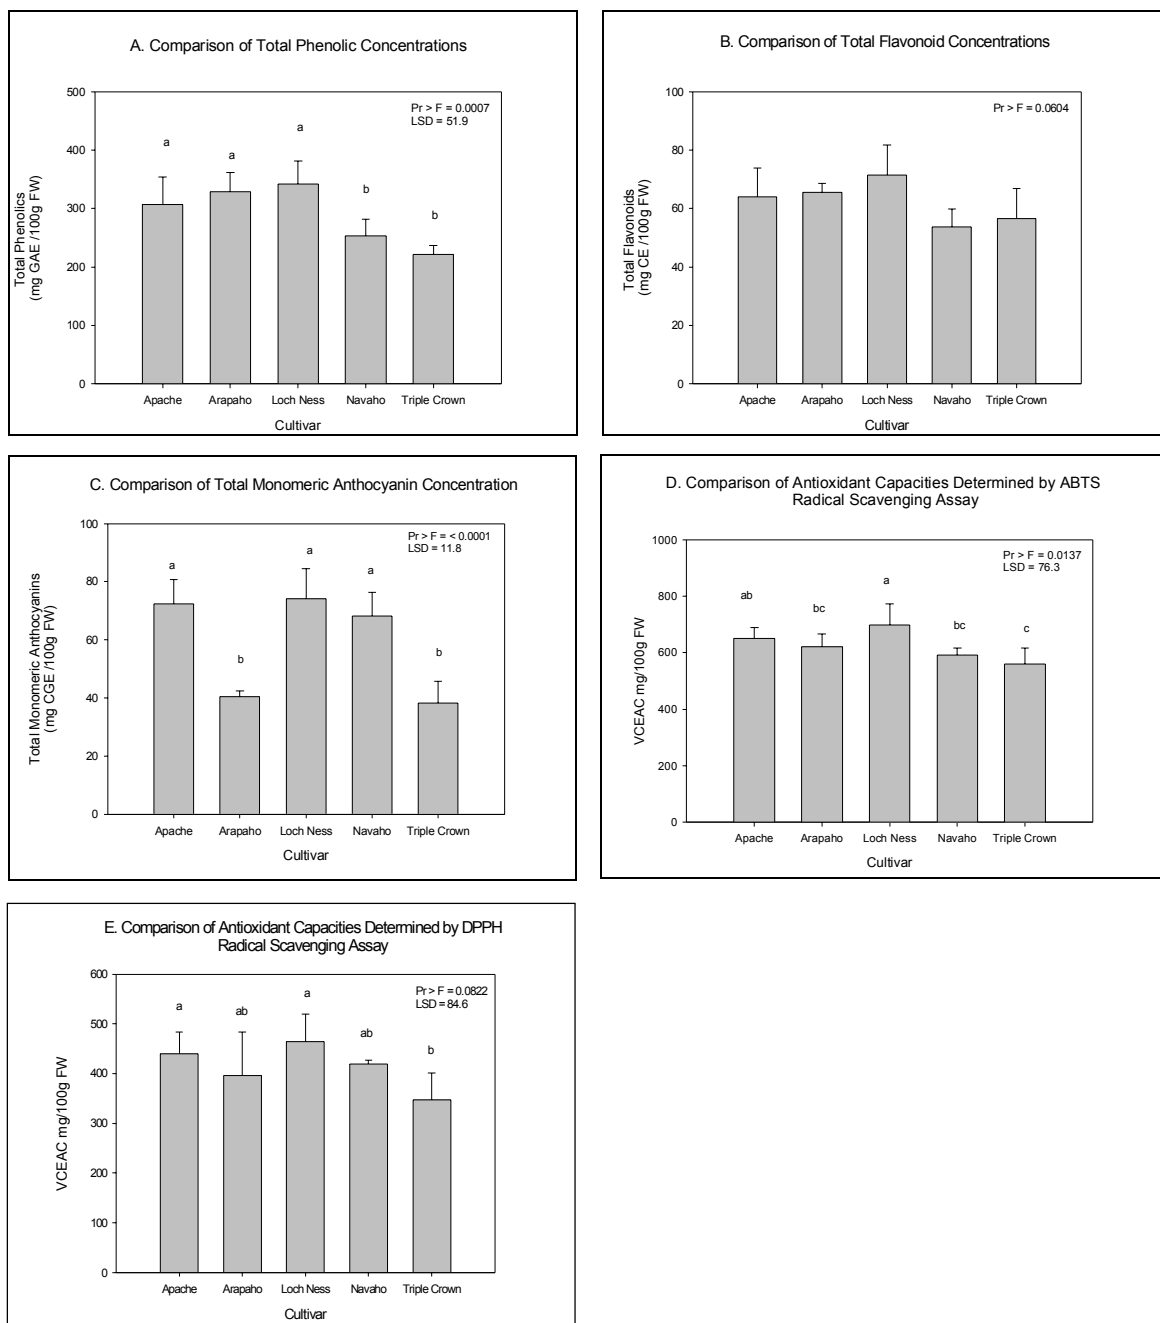 A. Comparison of Total Phenolic Concentrations
Pr > F = 0.0007
LSD = 51.9
500
400
300
200
100
0
Total Phenolics
(mg GAE /100g FW)
a
a
a
b
b
Apache
Arapaho
Loch Ness
Navaho
Triple Crown
Cultivar
B. Comparison of Total Flavonoid Concentrations
Pr > F = 0.0604
100
80
60
40
20
0
Total Flavonoids
(mg CE /100g FW)
Apache
Arapaho
Loch Ness
Navaho
Triple Crown
Cultivar
C. Comparison of Total Monomeric Anthocyanin Concentration
Pr > F = < 0.0001
LSD = 11.8
100
80
60
40
20
0
Total Monomeric Anthocyanins
(mg CGE /100g FW)
a
b
a
a
b
Apache
Arapaho
Loch Ness
Navaho
Triple Crown
Cultivar
D. Comparison of Antioxidant Capacities Determined by ABTS
Radical Scavenging Assay
Pr > F = 0.0137
LSD = 76.3
1000
800
600
400
200
0
VCEAC mg/100g FW
ab
bc
a
bc
c
Apache
Arapaho
Loch Ness
Navaho
Triple Crown
Cultivar
E. Comparison of Antioxidant Capacities Determined by DPPH
Radical Scavenging Assay
Pr > F = 0.0822
LSD = 84.6
600
500
400
300
200
100
0
VCEAC mg/100g FW
a
ab
a
ab
b
Apache
Arapaho
Loch Ness
Navaho
Triple Crown
Cultivar